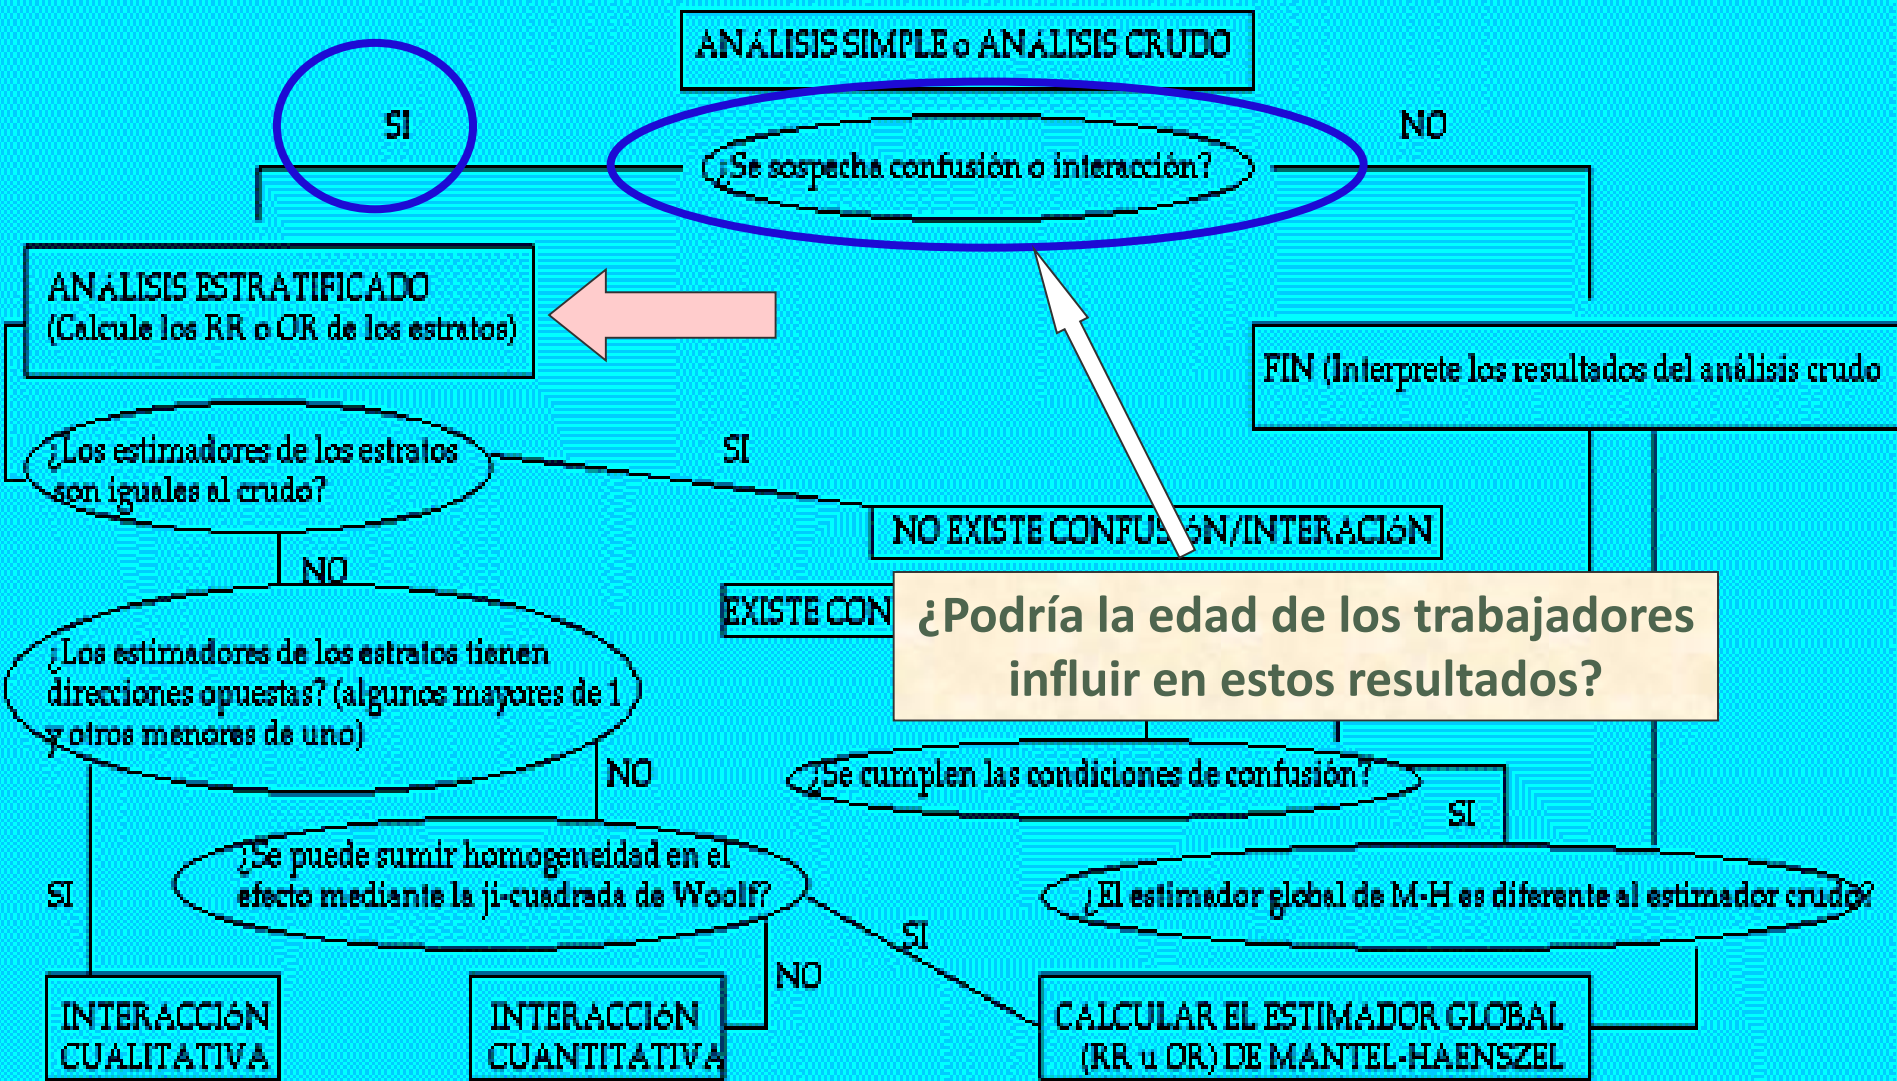 ANÁLISIS SIMPLE o ANÁLISIS CRUDO
SI
NO
¿Se sospecha confusión o interacción?
ANÁLISIS ESTRATIFICADO
(Calcule los RR o OR de los estratos)
FIN (Interprete los resultados del análisis crudo
¿Los estimadores de los estratos
son iguales al crudo?
SI
NO EXISTE CONFUSIÓN/INTERACIÓN
NO
EXISTE CON
¿Podría la edad de los trabajadores
influir en estos resultados?
¿Los estimadores de los estratos tienen
direcciones opuestas? (algunos mayores de 1
y otros menores de uno)
NO
¿Se cumplen las condiciones de confusión?
SI
¿Se puede sumir homogeneidad en el
efecto mediante la ji-cuadrada de Woolf?
SI
¿El estimador global de M-H es diferente al estimador crudo?
SI
NO
INTERACCIÓN
CUALITATIVA
INTERACCIÓN
CUANTITATIVA
CALCULAR EL ESTIMADOR GLOBAL
(RR u OR) DE MANTEL-HAENSZEL